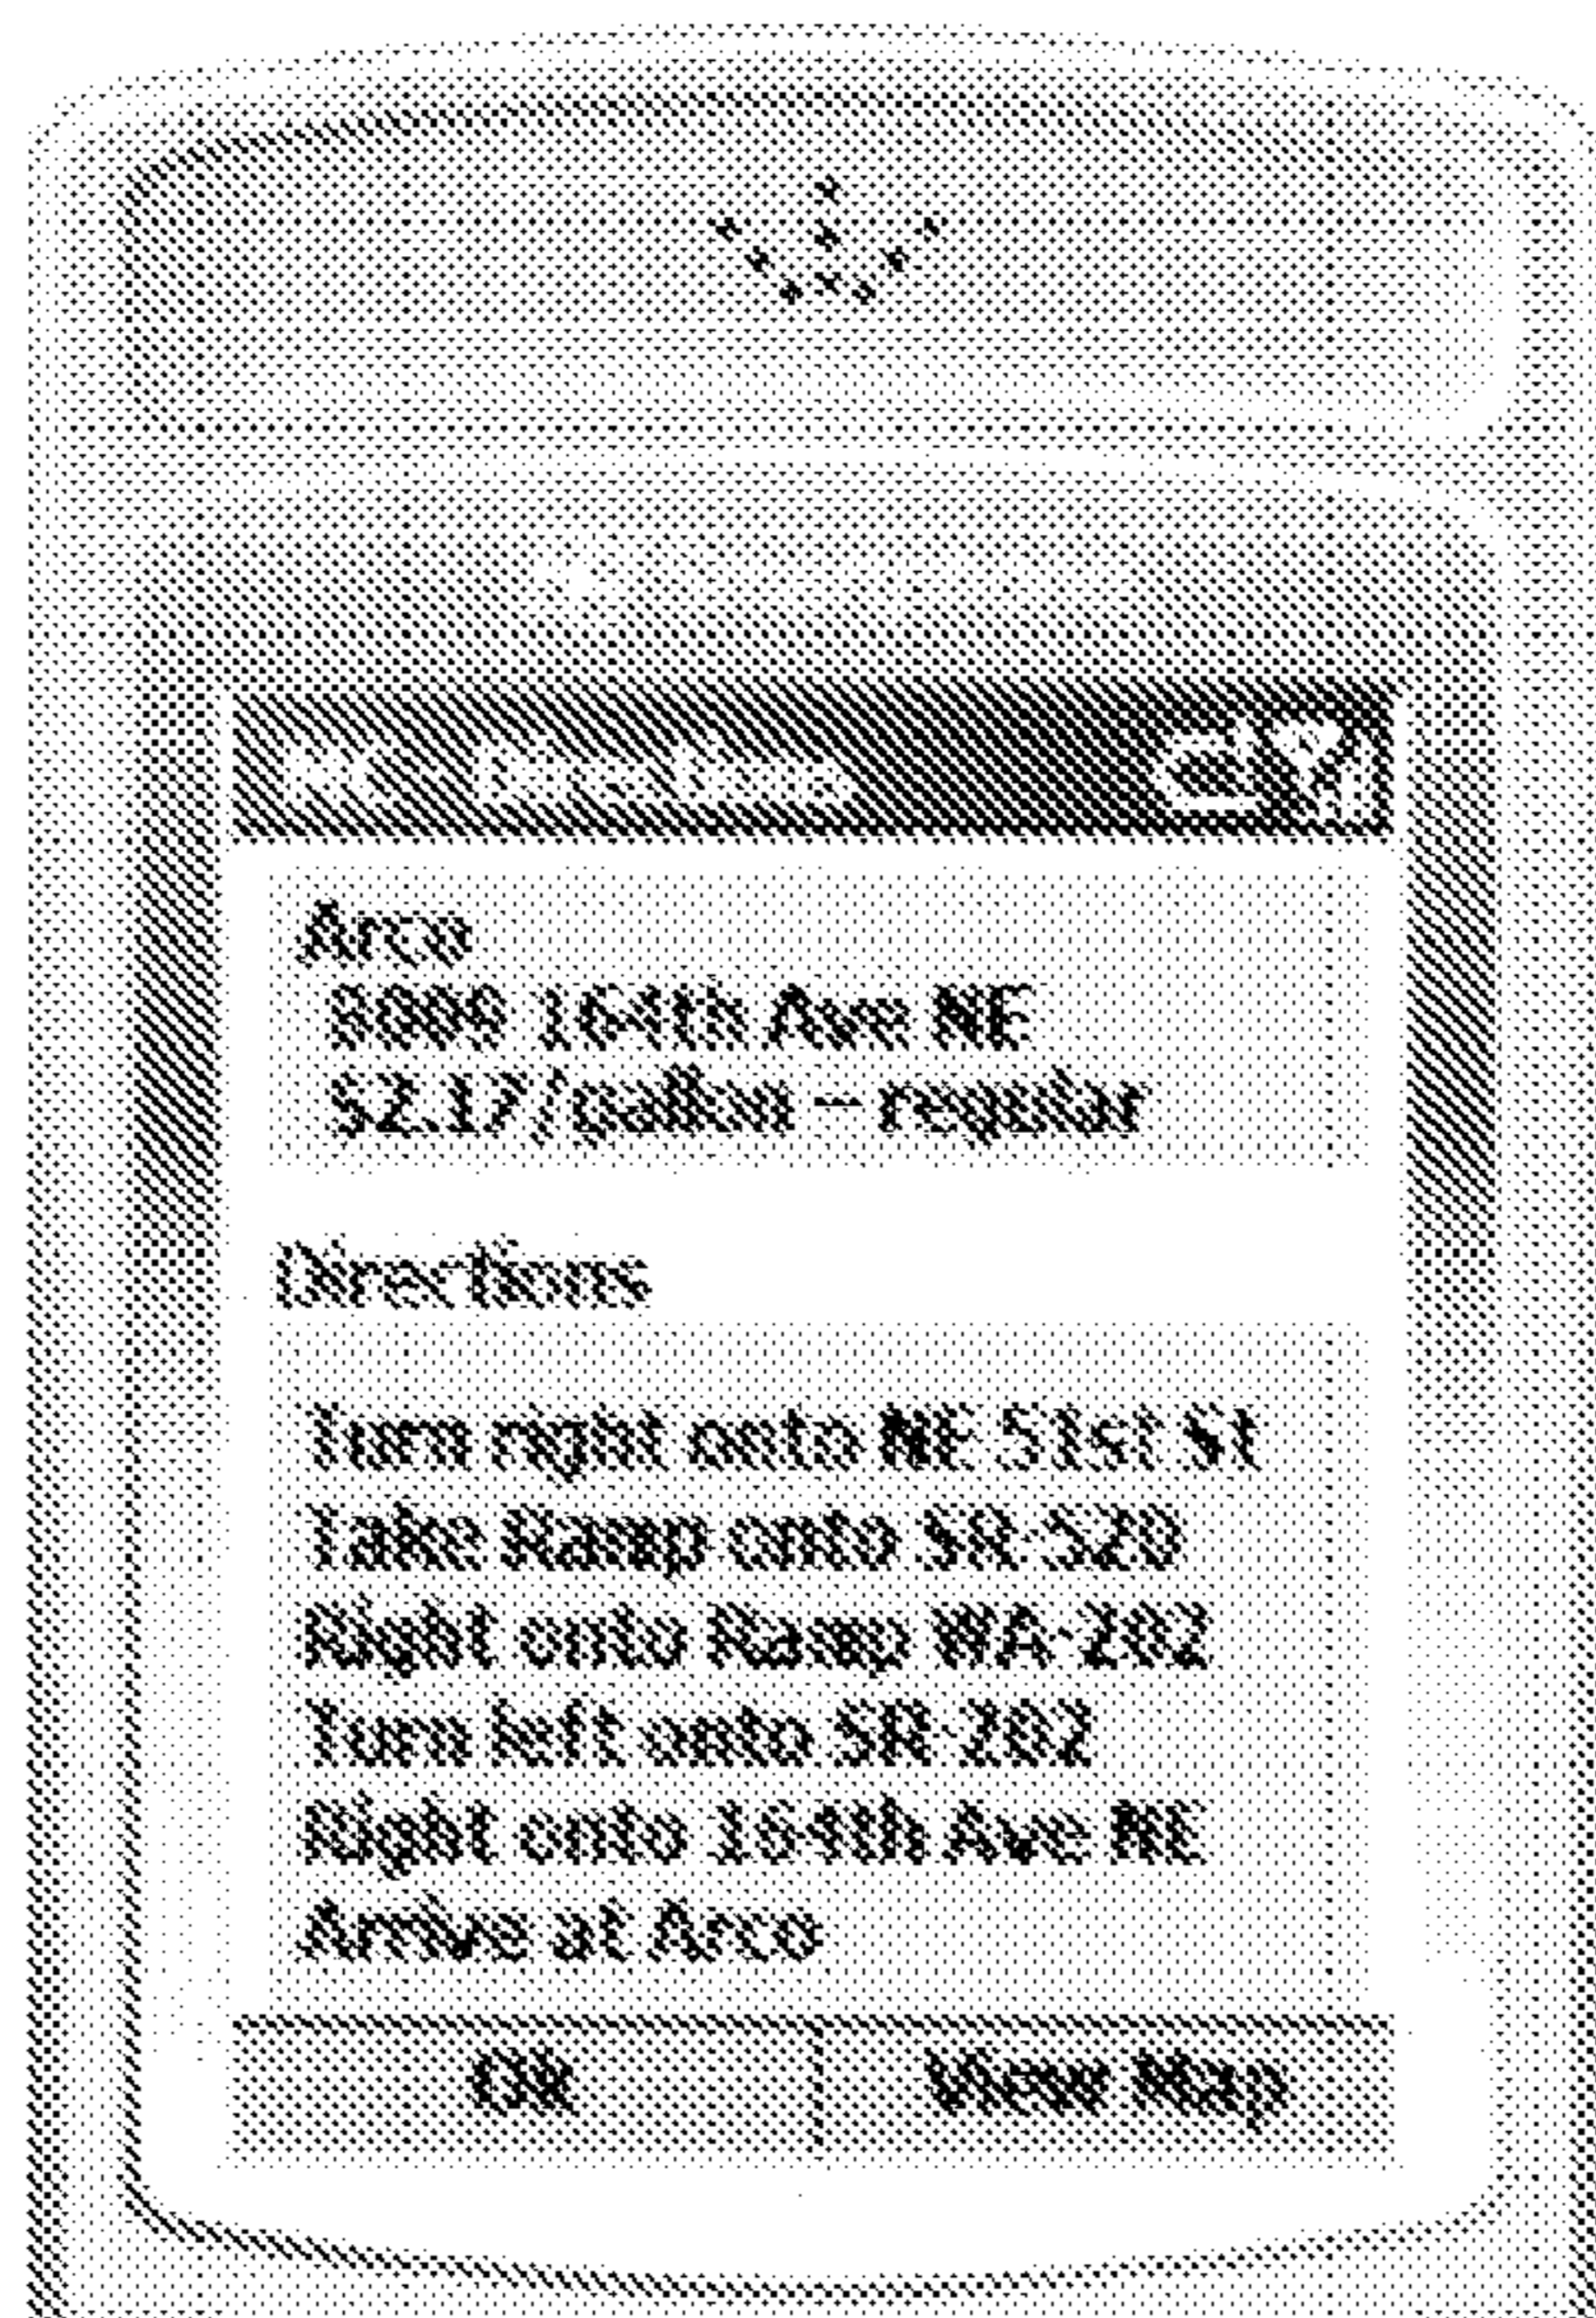 Arco
8009 164th Ave NE
$2.17/gallon – regular
Directions
Turn right onto NE 51st St
Take Ramp onto SR-520
Right onto Ramp WA-202
Turn left onto SR-202
Right onto 164th Ave NE
Arrive at Arco
Ok
View Map